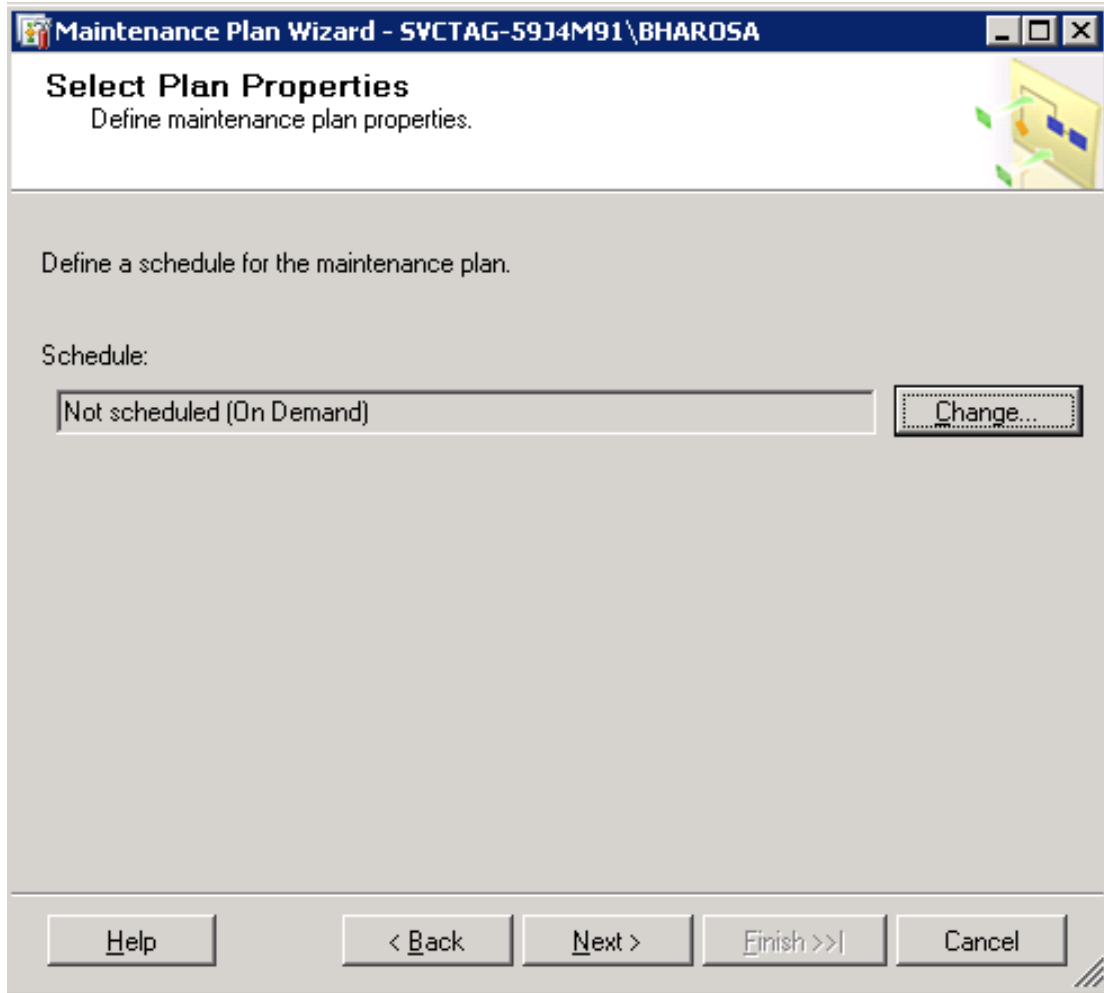 Maintenance Plan Wizard - SVCTAG-59J4M91\BHAROSA
Select Plan Properties
Define maintenance plan properties.
Define a schedule for the maintenance plan.
Schedule:
Not scheduled (On Demand)
Change...
Help
< Back
Next >
Finish >>|
Cancel